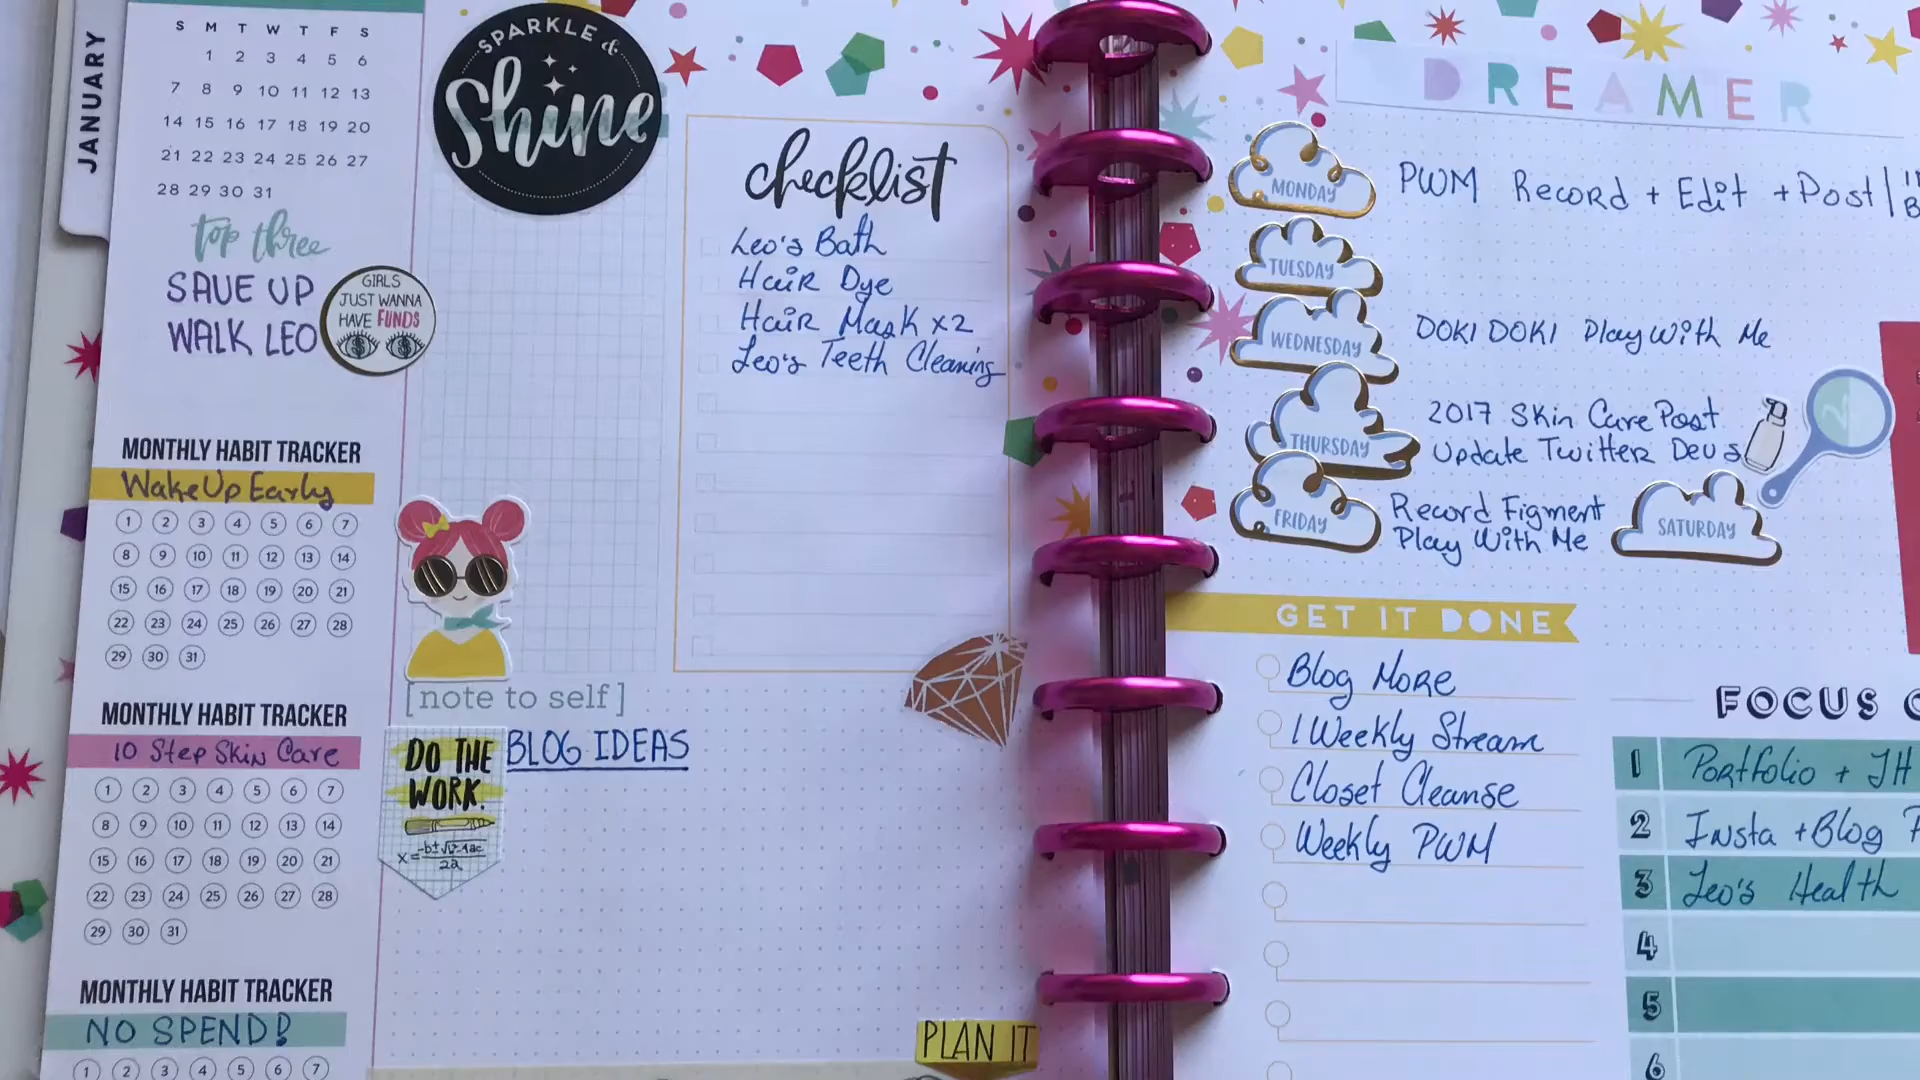 JANUARY
S M T W T F S
1 2 3 4 5 6
7 8 9 10 11 12 13
14 15 16 17 18 19 20
21 22 23 24 25 26 27
28 29 30 31
top three
SAVE UP
WALK LEO
GIRLS
JUST WANNA
HAVE FUNDS
MONTHLY HABIT TRACKER
Wake Up Early
1 2 3 4 5 6 7
8 9 10 11 12 13 14
15 16 17 18 19 20 21
22 23 24 25 26 27 28
29 30 31
MONTHLY HABIT TRACKER
10 Step Skin Care
1 2 3 4 5 6 7
8 9 10 11 12 13 14
15 16 17 18 19 20 21
22 23 24 25 26 27 28
29 30 31
MONTHLY HABIT TRACKER
NO SPEND!
1 2 3 4 5 6 7
SPARKLE &
Shine
checklist
Leo's Bath
Hair Dye
Hair Mask x2
Leo's Teeth Cleaning
[note to self]
DO THE
WORK.
BLOG IDEAS
PLAN IT
DREAMER
MONDAY
PWM Record + Edit + Post |
TUESDAY
WEDNESDAY
DOKI DOKI Play With Me
THURSDAY
2017 Skin Care Post
Update Twitter Devs
FRIDAY
Record Figment
Play With Me
SATURDAY
GET IT DONE
Blog More
1 Weekly Stream
Closet Cleanse
Weekly PWM
FOCUS
1 Portfolio + JH
2 Insta + Blog
3 Leo's Health
4
5
6